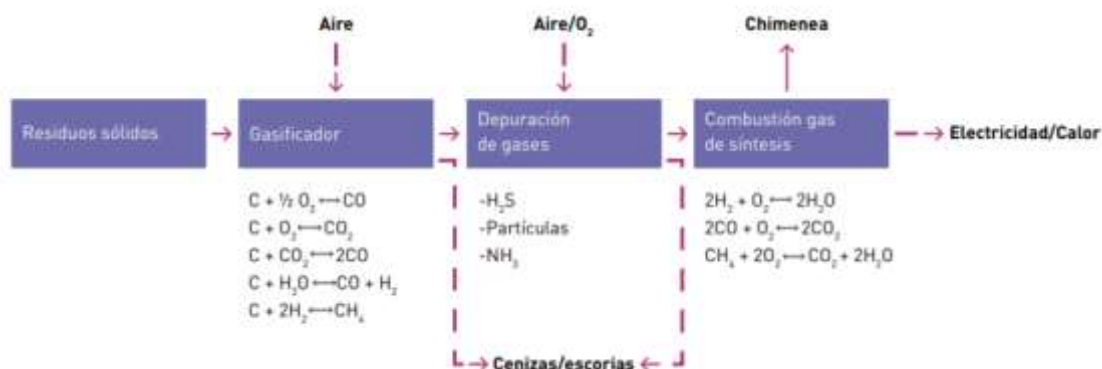 Aire
Aire/O₂
Chimenea
Residuos sólidos
Gasificador
Depuración
de gases
Combustión gas
de síntesis
Electricidad/Calor
C + ½ O₂ ⟷ CO
C + O₂ ⟷ CO₂
C + CO₂ ⟷ 2CO
C + H₂O ⟷ CO + H₂
C + 2H₂ ⟷ CH₄
-H₂S
-Partículas
-NH₃
2H₂ + O₂ ⟷ 2H₂O
2CO + O₂ ⟷ 2CO₂
CH₄ + 2O₂ ⟷ CO₂ + 2H₂O
Cenizas/escorias